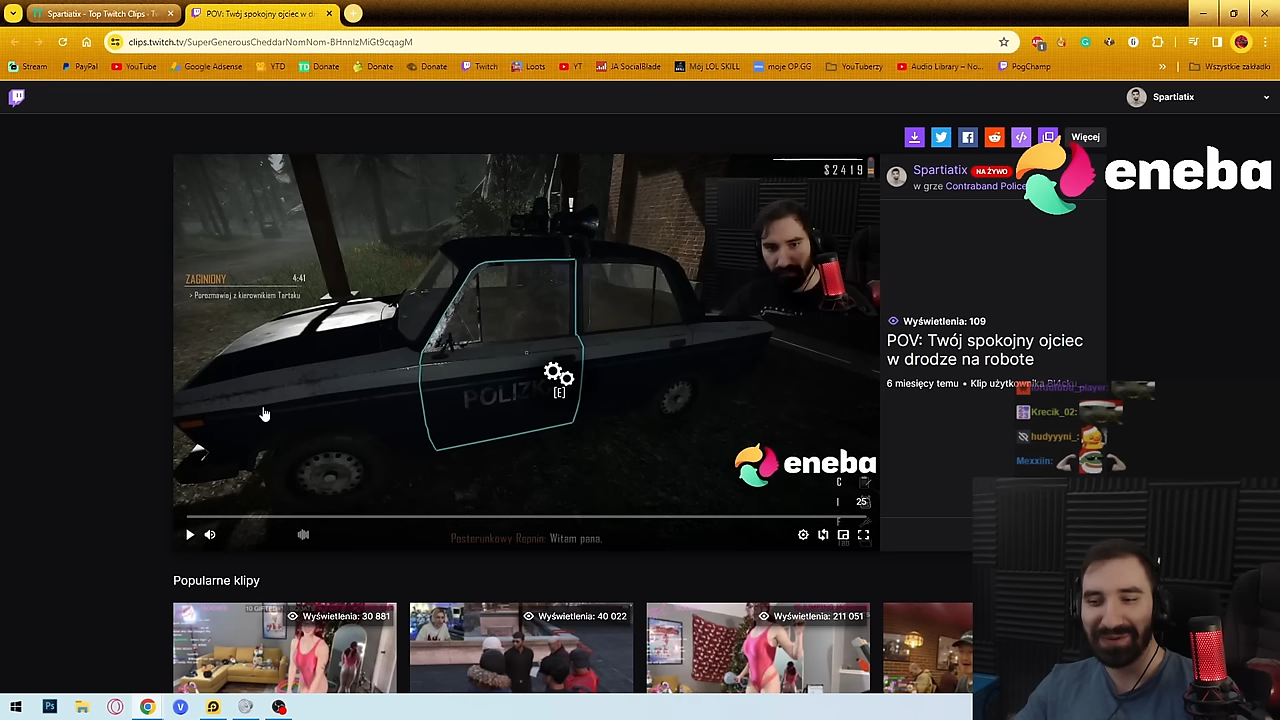 Spartiatix - Top Twitch Clips - Tw
POV: Twój spokojny ojciec w dr
clips.twitch.tv/SuperGenerousCheddarNomNom-BHnnlzMiGt9cqagM
Stream
PayPal
YouTube
Google Adsense
YTD
Donate
Donate
Donate
Twitch
Loots
YT
JA SocialBlade
Mój LOL SKILL
moje OP.GG
YouTuberzy
Audio Library – No...
PogChamp
Wszystkie zakładki
Spartiatix
Więcej
eneba
Spartiatix NA ŻYWO
w grze Contraband Police
$2419
ZAGINIONY 4:41
> Porozmawiaj z kierownikiem Tartaku
POLIZ
[E]
Wyświetlenia: 109
POV: Twój spokojny ojciec
w drodze na robote
6 miesięcy temu • Klip użytkownika
_player:
Krecik_02:
hudyyyni_:
Mexxiin:
eneba
25
Posterunkowy Repnin: Witam pana.
Popularne klipy
Wyświetlenia: 30 881
Wyświetlenia: 40 022
Wyświetlenia: 211 051